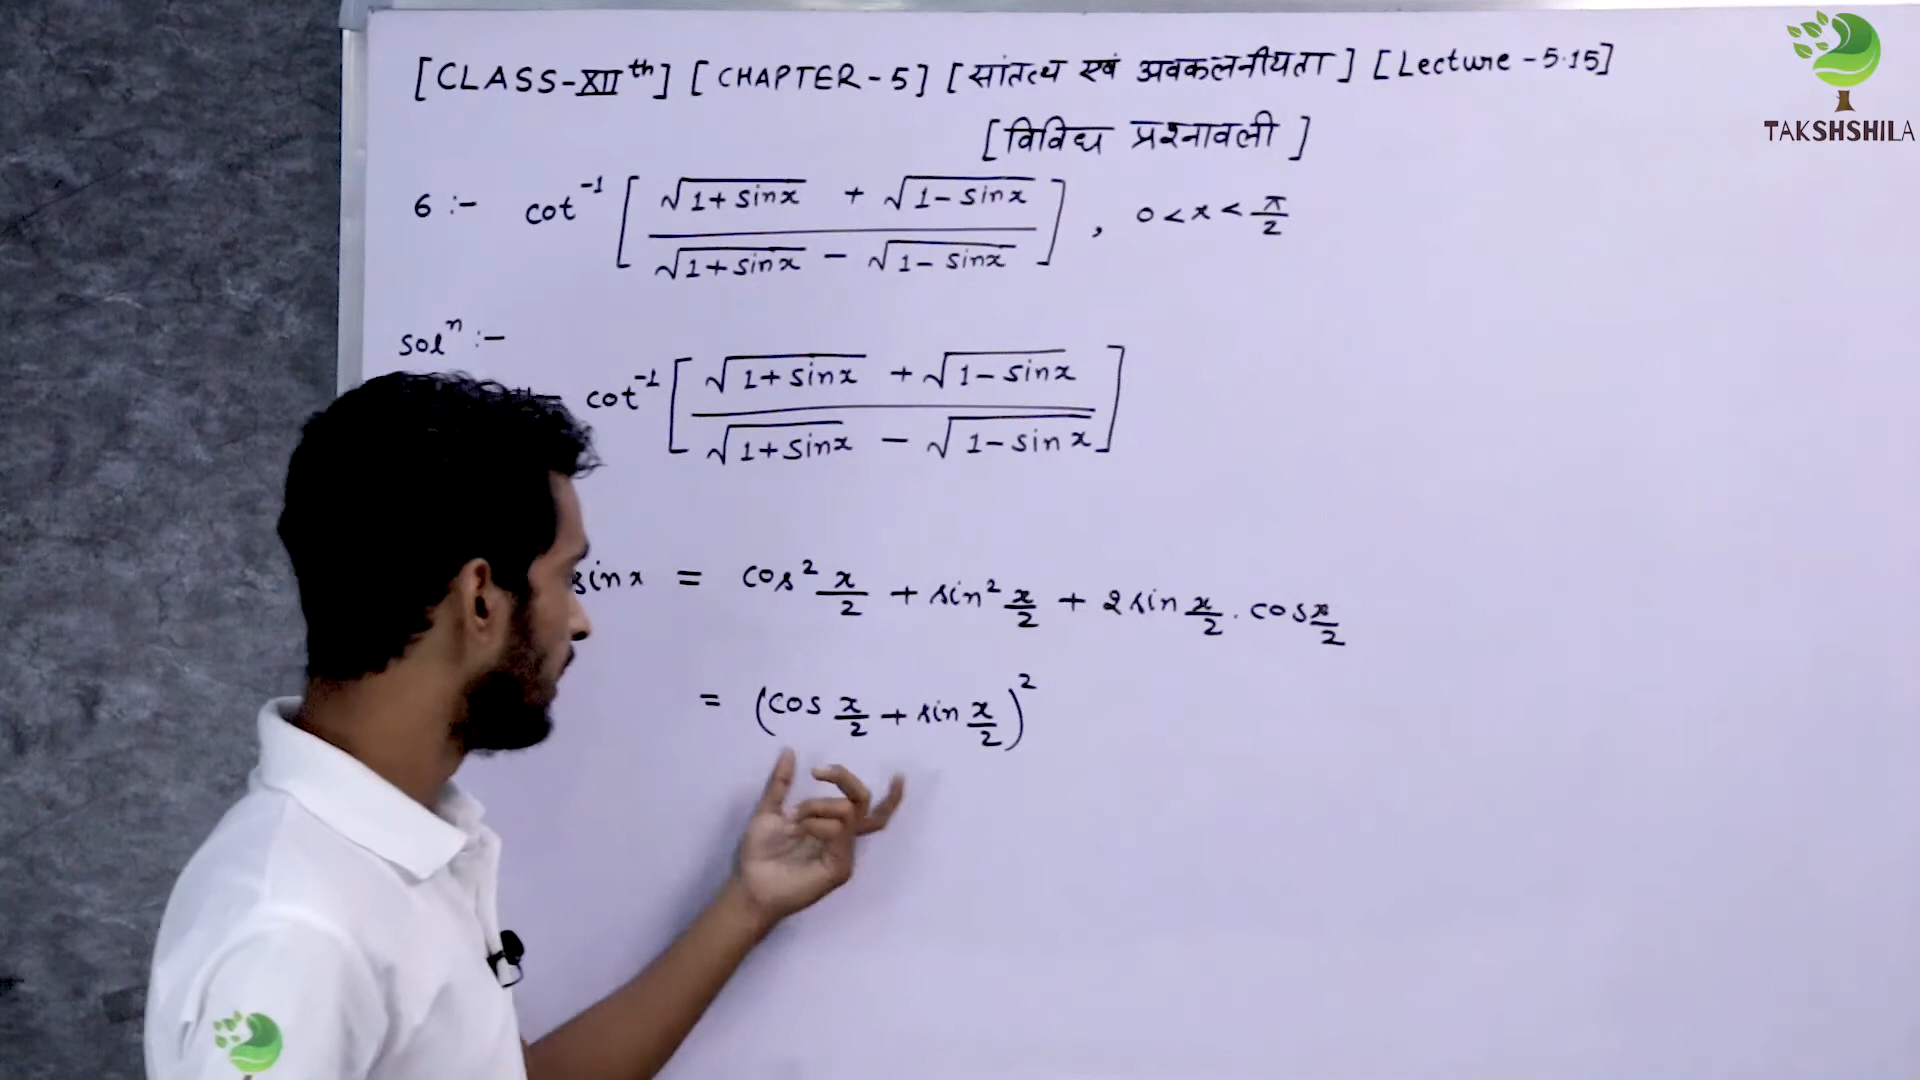 [CLASS-XIIth] [CHAPTER-5] [सांतत्य एवं अवकलनीयता] [Lecture-5.15]
TAKSHSHILA
[विविध प्रश्नावली]
6 :- cot⁻¹ [ (√(1+sinx) + √(1-sinx)) / (√(1+sinx) - √(1-sinx)) ] , 0 < x < π/2
Solⁿ :-
cot⁻¹ [ (√(1+sinx) + √(1-sinx)) / (√(1+sinx) - √(1-sinx)) ]
sinx = cos² x/2 + sin² x/2 + 2 sin x/2 . cos x/2
= (cos x/2 + sin x/2)²